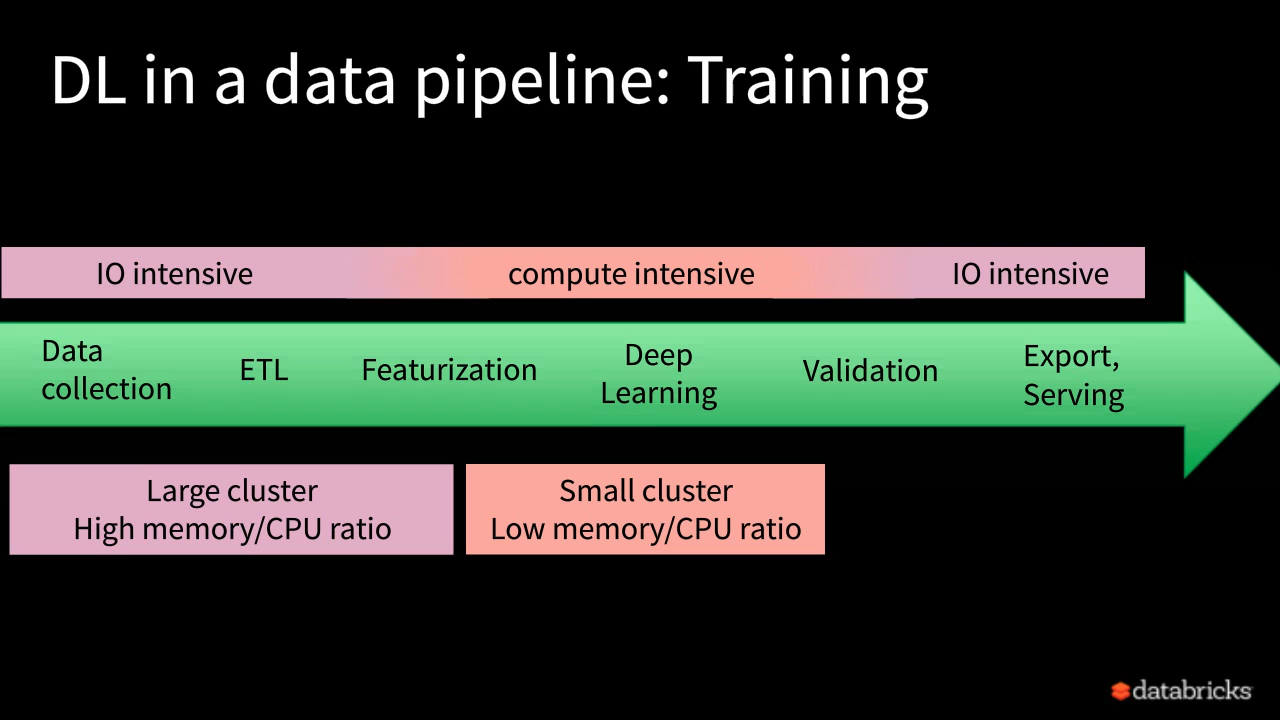 DL in a data pipeline: Training
IO intensive
compute intensive
IO intensive
Data
collection
ETL
Featurization
Deep
Learning
Validation
Export,
Serving
Large cluster
High memory/CPU ratio
Small cluster
Low memory/CPU ratio
databricks